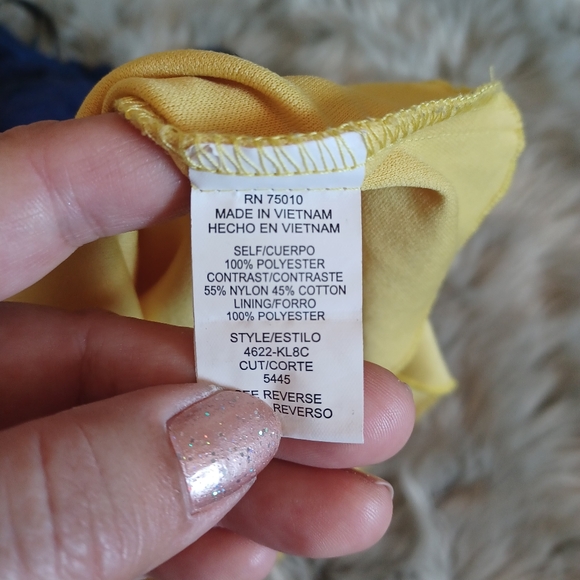 RN 75010
MADE IN VIETNAM
HECHO EN VIETNAM
SELF/CUERPO
100% POLYESTER
CONTRAST/CONTRASTE
55% NYLON 45% COTTON
LINING/FORRO
100% POLYESTER
STYLE/ESTILO
4622-KL8C
CUT/CORTE
5445
REVERSE
REVERSO